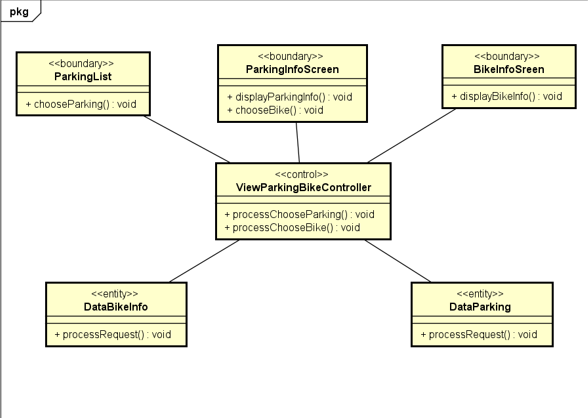 pkg
<<boundary>>
ParkingList
+ chooseParking() : void
<<boundary>>
ParkingInfoScreen
+ displayParkingInfo() : void
+ chooseBike() : void
<<boundary>>
BikeInfoSreen
+ displayBikeInfo() : void
<<control>>
ViewParkingBikeController
+ processChooseParking() : void
+ processChooseBike() : void
<<entity>>
DataBikeInfo
+ processRequest() : void
<<entity>>
DataParking
+ processRequest() : void